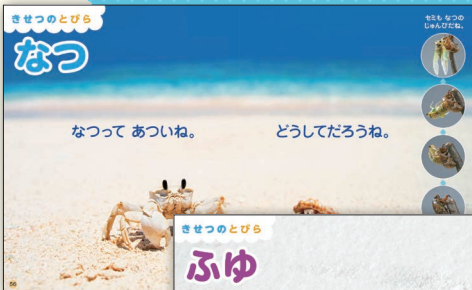 きせつのとびら
なつ
セミも なつの
じゅんびだね。
なつって あついね。
どうしてだろうね。
56
きせつのとびら
ふゆ